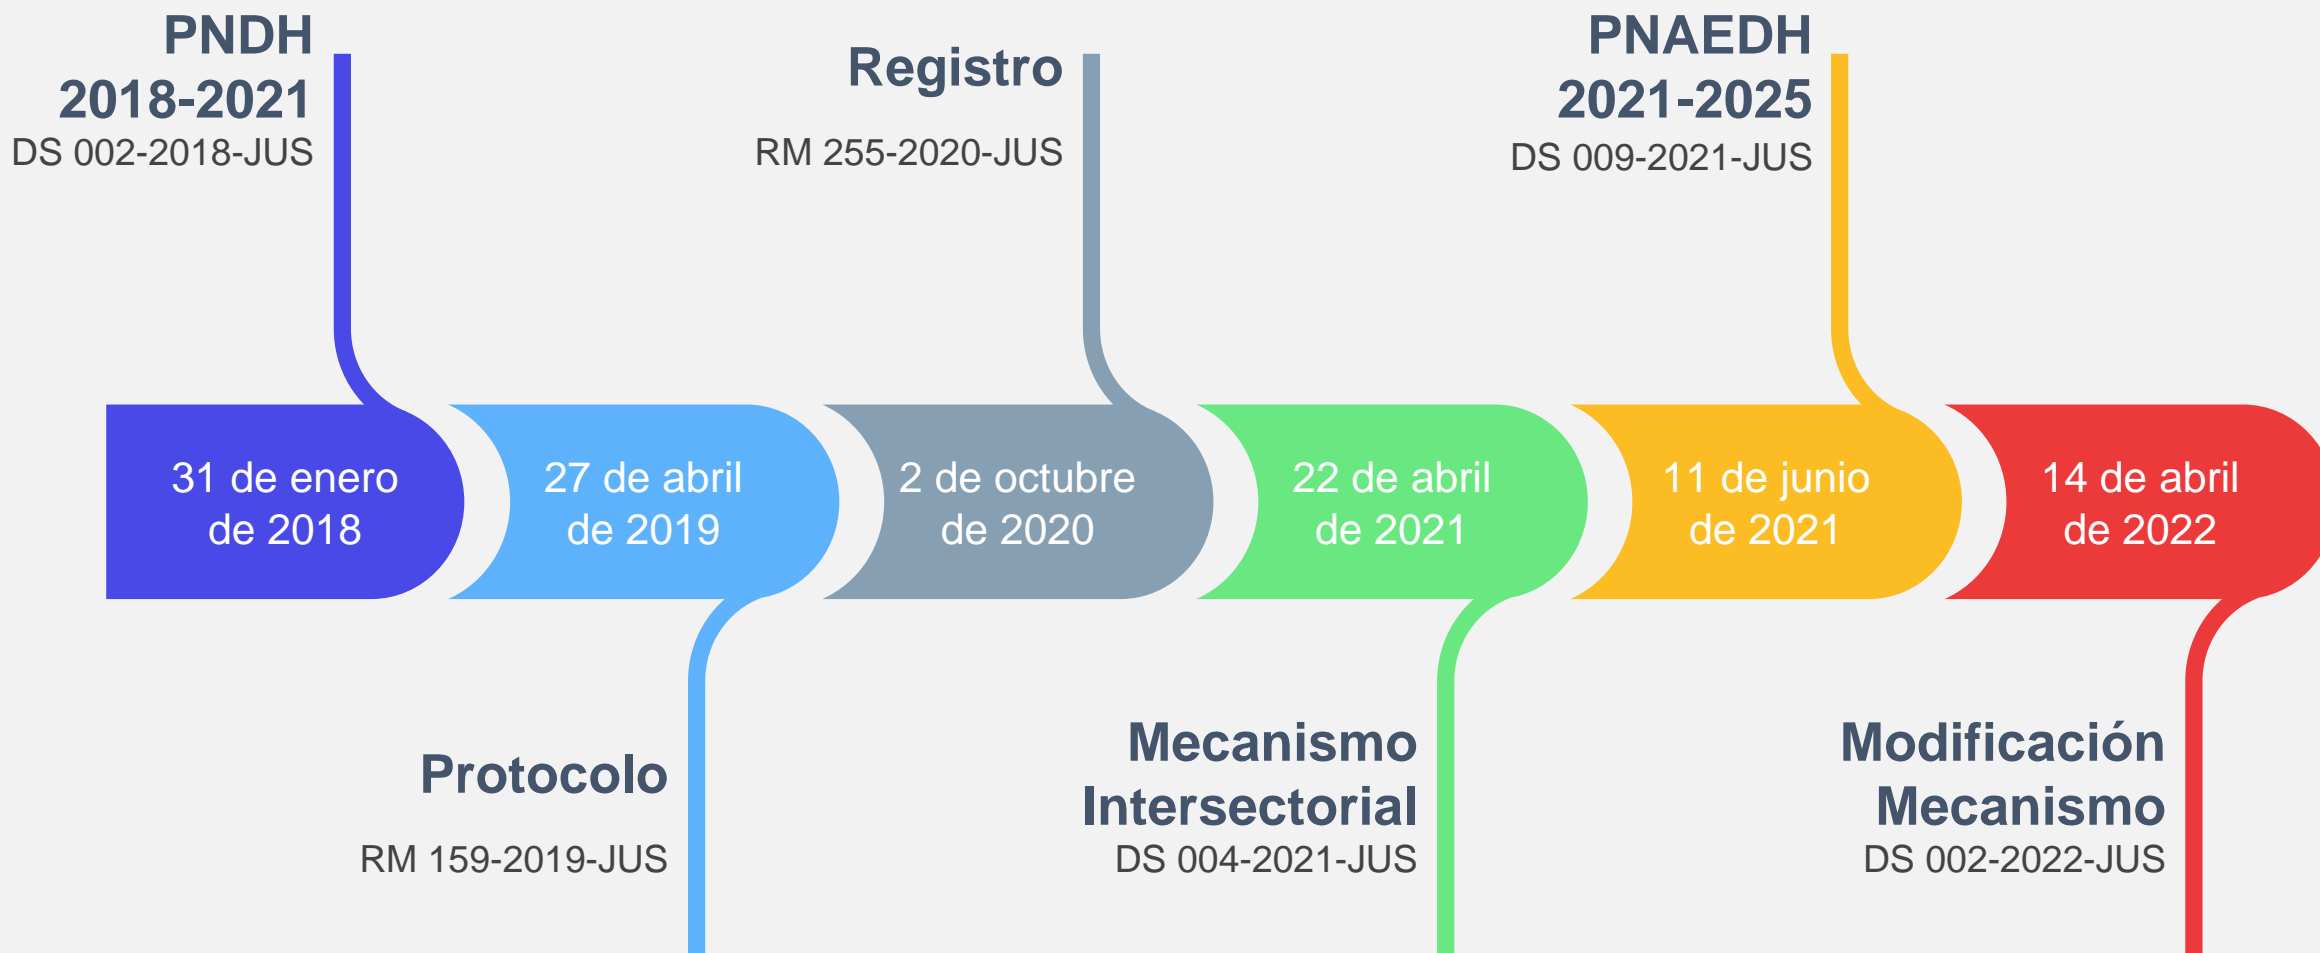 PNDH
2018-2021
DS 002-2018-JUS
Registro
RM 255-2020-JUS
PNAEDH
2021-2025
DS 009-2021-JUS
31 de enero
de 2018
27 de abril
de 2019
2 de octubre
de 2020
22 de abril
de 2021
11 de junio
de 2021
14 de abril
de 2022
Protocolo
RM 159-2019-JUS
Mecanismo
Intersectorial
DS 004-2021-JUS
Modificación
Mecanismo
DS 002-2022-JUS